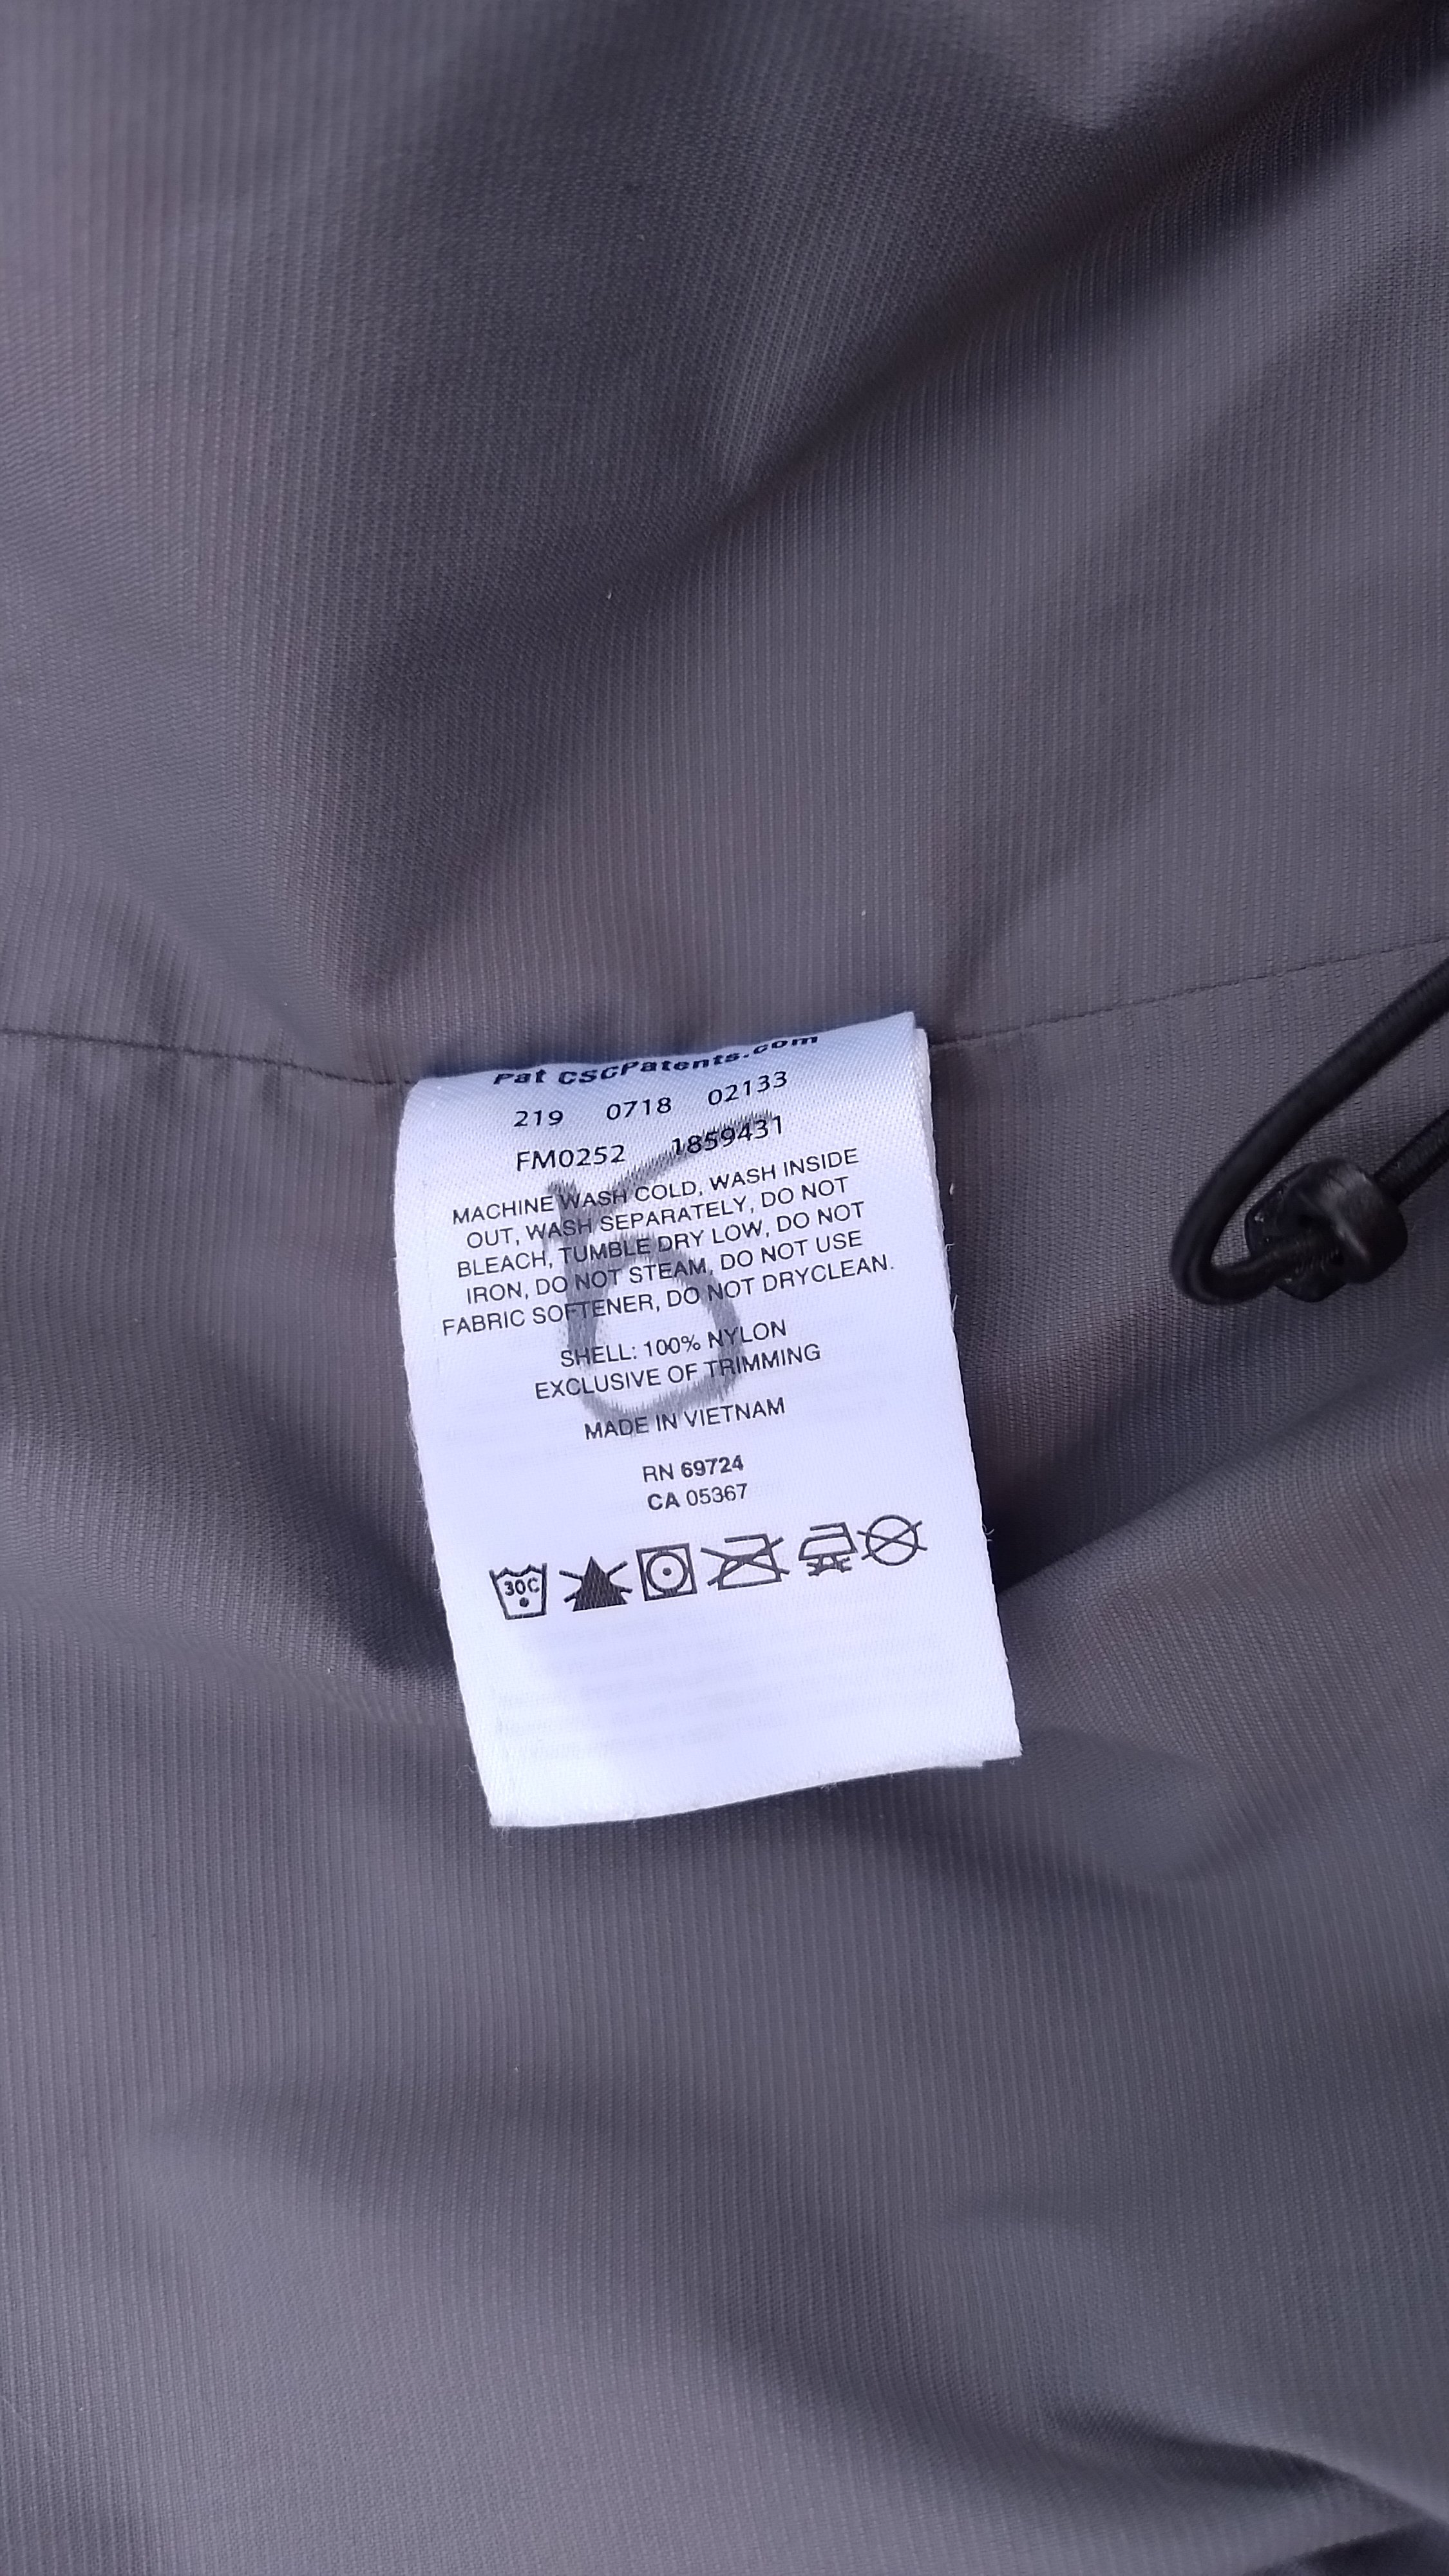 Pat CSCPatents.com
219 0718 02133
FM0252 1859431
MACHINE WASH COLD, WASH INSIDE
OUT, WASH SEPARATELY, DO NOT
BLEACH, TUMBLE DRY LOW, DO NOT
IRON, DO NOT STEAM, DO NOT USE
FABRIC SOFTENER, DO NOT DRYCLEAN.
SHELL: 100% NYLON
EXCLUSIVE OF TRIMMING
MADE IN VIETNAM
RN 69724
CA 05367
30C